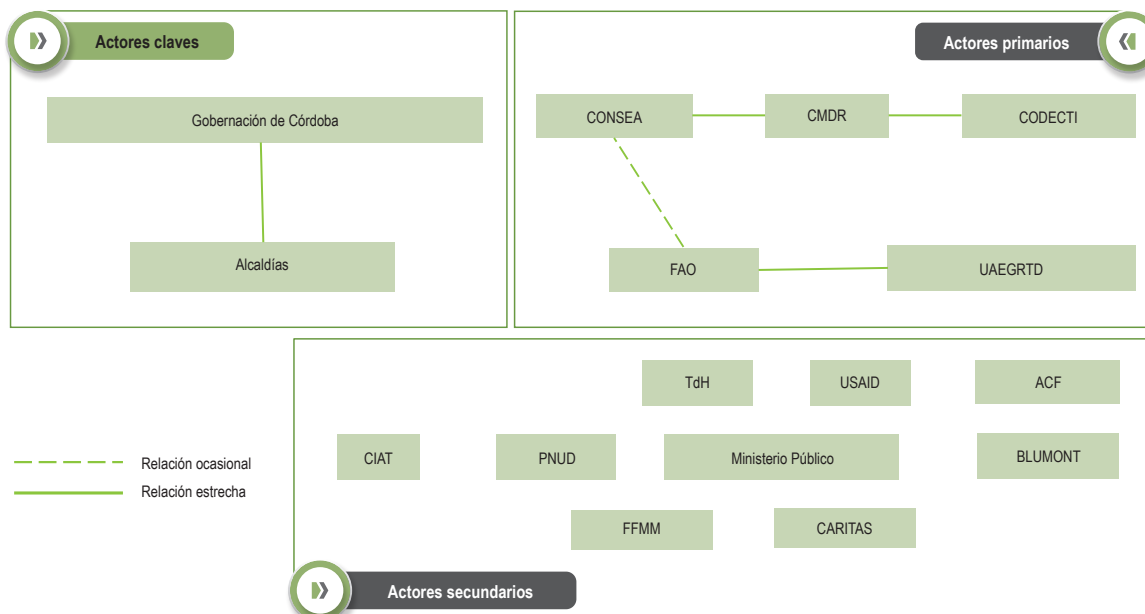 Actores claves
Gobernación de Córdoba
Alcaldías
Actores primarios
CONSEA
CMDR
CODECTI
FAO
UAEGRTD
TdH
USAID
ACF
CIAT
PNUD
Ministerio Público
BLUMONT
FFMM
CARITAS
Relación ocasional
Relación estrecha
Actores secundarios